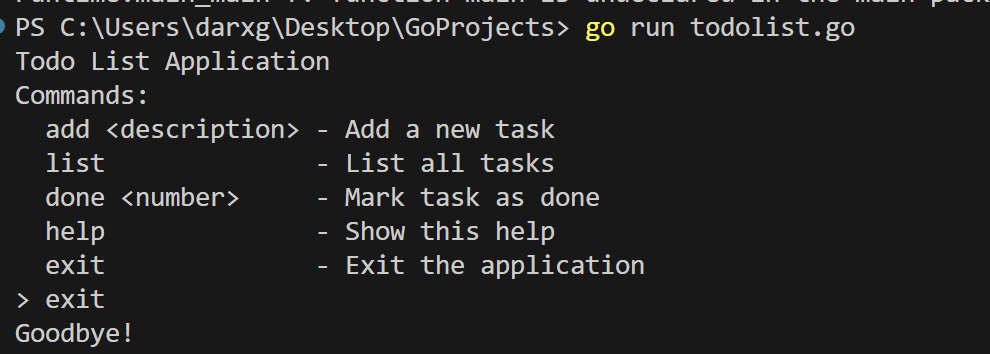 PS C:\Users\darxg\Desktop\GoProjects> go run todolist.go
Todo List Application
Commands:
  add <description> - Add a new task
  list              - List all tasks
  done <number>     - Mark task as done
  help              - Show this help
  exit              - Exit the application
> exit
Goodbye!